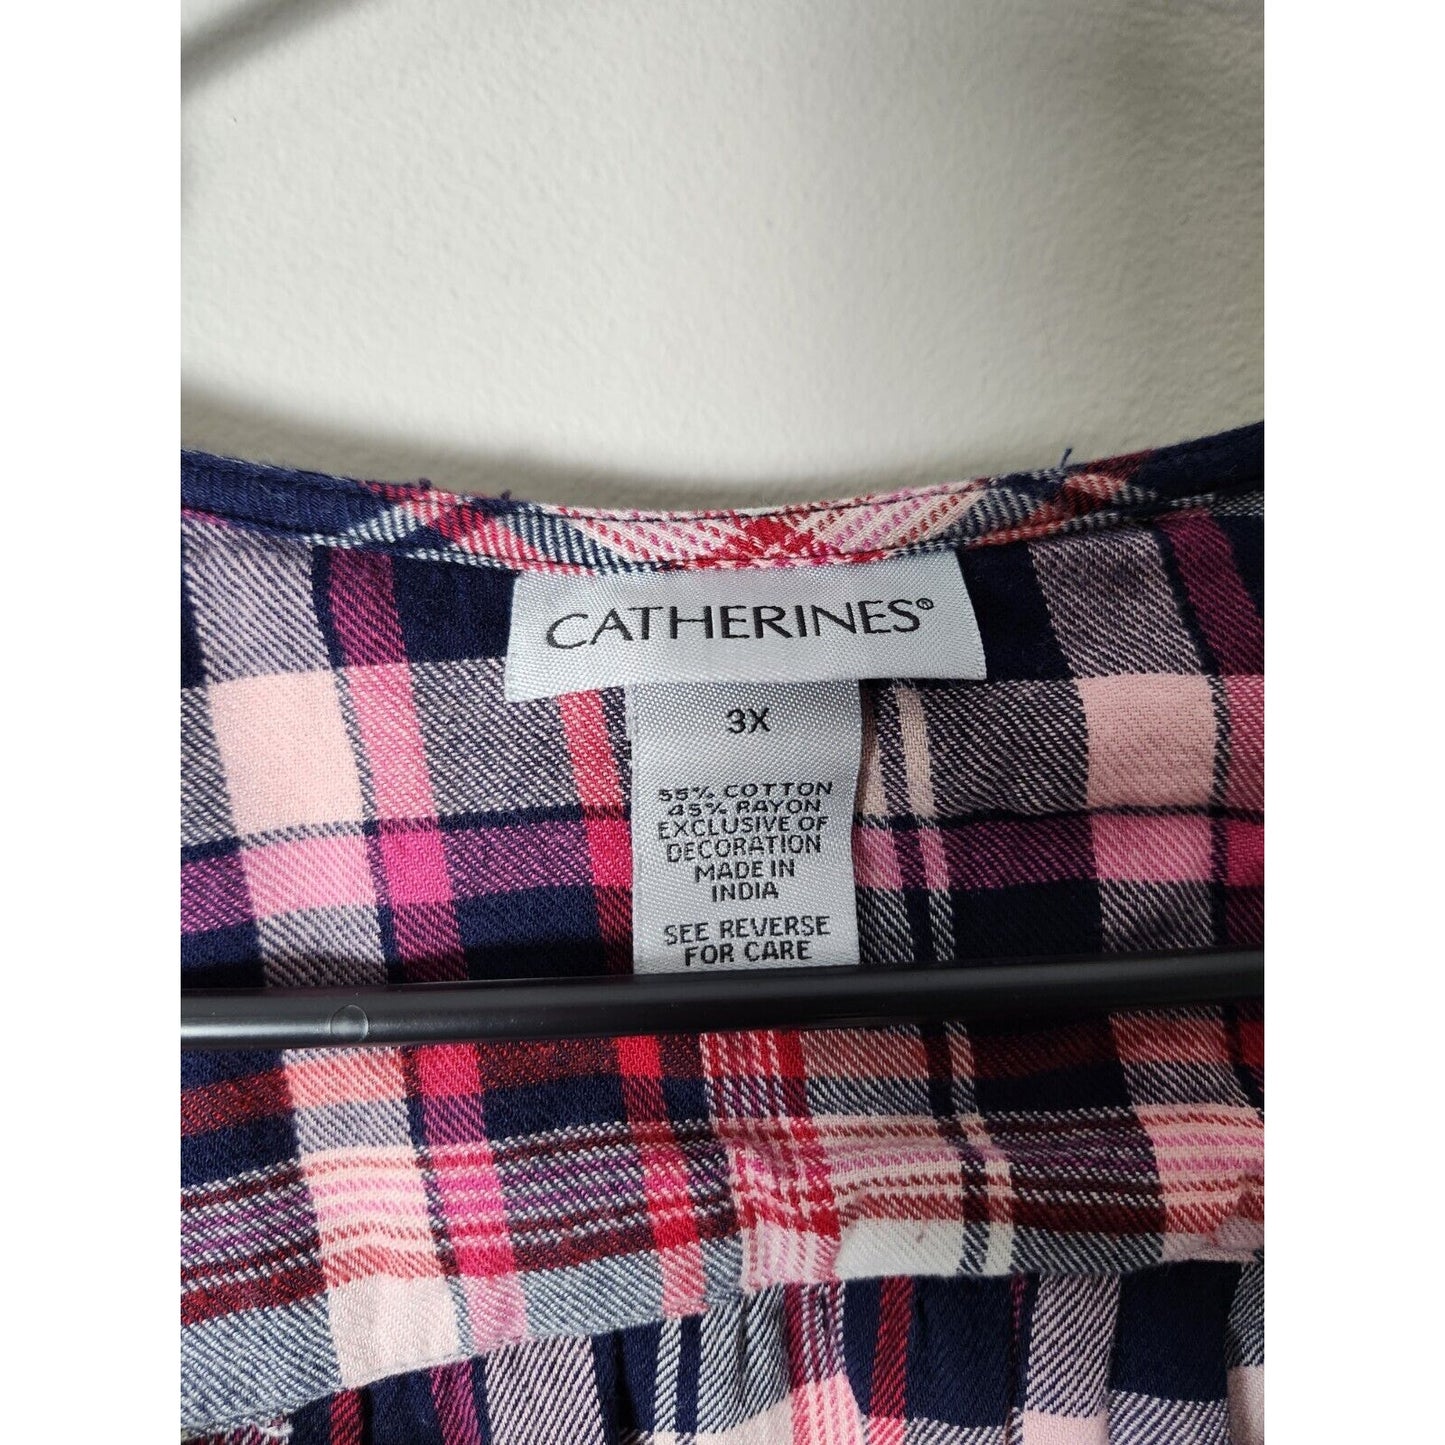 CATHERINES®
3X
55% COTTON
45% RAYON
EXCLUSIVE OF
DECORATION
MADE IN
INDIA
SEE REVERSE
FOR CARE